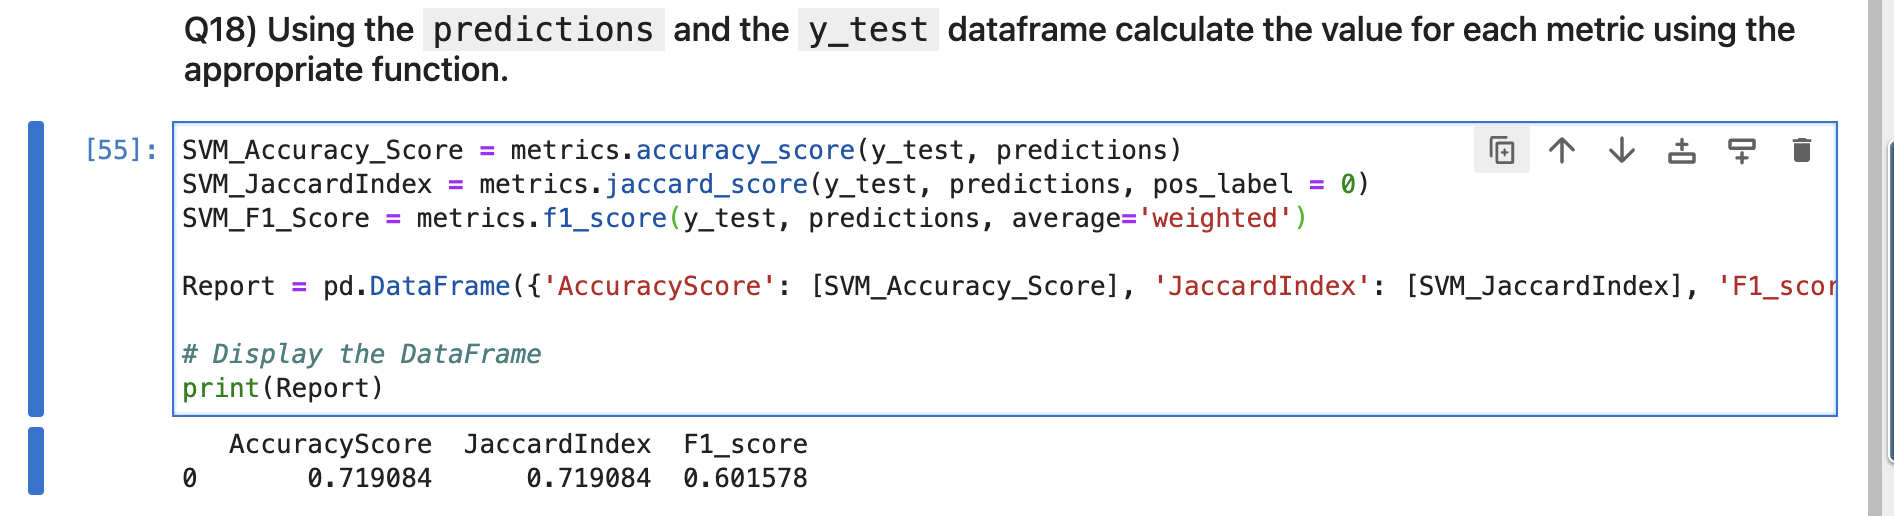 Q18) Using the predictions and the y_test dataframe calculate the value for each metric using the
appropriate function.
[55]:
SVM_Accuracy_Score = metrics.accuracy_score(y_test, predictions)
SVM_JaccardIndex = metrics.jaccard_score(y_test, predictions, pos_label = 0)
SVM_F1_Score = metrics.f1_score(y_test, predictions, average='weighted')
Report = pd.DataFrame({'AccuracyScore': [SVM_Accuracy_Score], 'JaccardIndex': [SVM_JaccardIndex], 'F1_scor
# Display the DataFrame
print(Report)
AccuracyScore JaccardIndex F1_score
0 0.719084 0.719084 0.601578